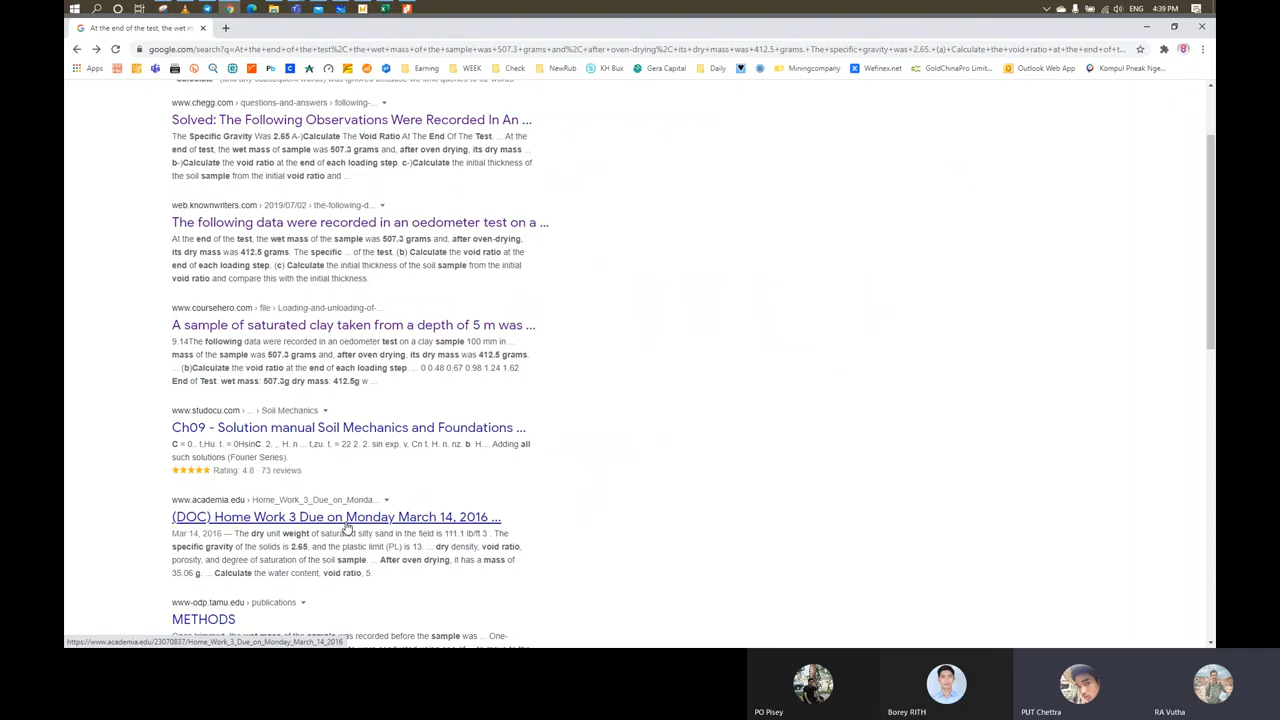 ENG 4:39 PM
At the end of the test, the wet m
google.com/search?q=At+the+end+of+the+test%2C+the+wet+mass+of+the+sample+was+507.3+grams+and%2C+after+oven-drying%2C+its+dry+mass+was+412.5+grams.+The+specific+gravity+was+2.65.+(a)+Calculate+the+void+ratio+at+the+end+of+t...
Apps Earning WEEK Check NewRub KH Bux Gera Capital Daily Miningcompany Wefinex.net GoldChinaPro Limit... Outlook Web App Kompul Pneak Nge...
www.chegg.com › questions-and-answers › following-...
Solved: The Following Observations Were Recorded In An ...
The Specific Gravity Was 2.65 A-)Calculate The Void Ratio At The End Of The Test. ... At the
end of test, the wet mass of sample was 507.3 grams and, after oven drying, its dry mass ...
b-)Calculate the void ratio at the end of each loading step. c-)Calculate the initial thickness of
the soil sample from the initial void ratio and ...
web.knownwriters.com › 2019/07/02 › the-following-d...
The following data were recorded in an oedometer test on a ...
At the end of the test, the wet mass of the sample was 507.3 grams and, after oven-drying,
its dry mass was 412.5 grams. The specific ... of the test. (b) Calculate the void ratio at the
end of each loading step. (c) Calculate the initial thickness of the soil sample from the initial
void ratio and compare this with the initial thickness.
www.coursehero.com › file › Loading-and-unloading-of-...
A sample of saturated clay taken from a depth of 5 m was ...
9.14The following data were recorded in an oedometer test on a clay sample 100 mm in ...
mass of the sample was 507.3 grams and, after oven drying, its dry mass was 412.5 grams.
... (b)Calculate the void ratio at the end of each loading step. ... 0 0.48 0.67 0.98 1.24 1.62
End of Test: wet mass: 507.3g dry mass: 412.5g w ...
www.studocu.com › ... › Soil Mechanics
Ch09 - Solution manual Soil Mechanics and Foundations ...
C = 0.. t,Hu. t. = 0HsinC. 2. ,. H. n ... t,zu. t. = 22 2. 2. sin exp. v. Cn t. H. n. nz. b. H.... Adding all
such solutions (Fourier Series).
Rating: 4.8 · 73 reviews
www.academia.edu › Home_Work_3_Due_on_Monda...
(DOC) Home Work 3 Due on Monday March 14, 2016 ...
Mar 14, 2016 — The dry unit weight of saturated silty sand in the field is 111.1 lb/ft 3 . The
specific gravity of the solids is 2.65, and the plastic limit (PL) is 13. ... dry density, void ratio,
porosity, and degree of saturation of the soil sample. ... After oven drying, it has a mass of
35.06 g. ... Calculate the water content, void ratio, 5.
www-odp.tamu.edu › publications
METHODS
https://www.academia.edu/23070837/Home_Work_3_Due_on_Monday_March_14_2016
PO Pisey
Borey RITH
PUT Chettra
RA Vutha